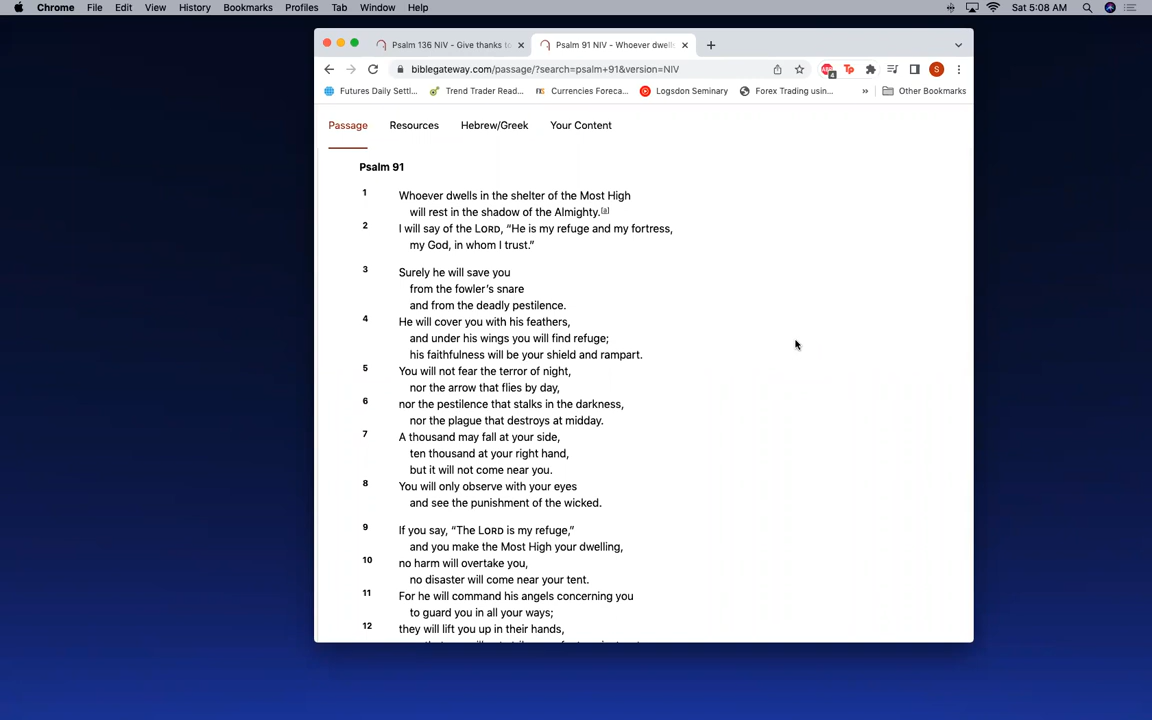 Chrome File Edit View History Bookmarks Profiles Tab Window Help Sat 5:08 AM
Psalm 136 NIV - Give thanks to Psalm 91 NIV - Whoever dwell
biblegateway.com/passage/?search=psalm+91&version=NIV 4 TP S
Futures Daily Settl... Trend Trader Read... Currencies Foreca... Logsdon Seminary Forex Trading usin... » Other Bookmarks
Passage Resources Hebrew/Greek Your Content
Psalm 91
1 Whoever dwells in the shelter of the Most High
will rest in the shadow of the Almighty.[a]
2 I will say of the LORD, “He is my refuge and my fortress,
my God, in whom I trust.”
3 Surely he will save you
from the fowler’s snare
and from the deadly pestilence.
4 He will cover you with his feathers,
and under his wings you will find refuge;
his faithfulness will be your shield and rampart.
5 You will not fear the terror of night,
nor the arrow that flies by day,
6 nor the pestilence that stalks in the darkness,
nor the plague that destroys at midday.
7 A thousand may fall at your side,
ten thousand at your right hand,
but it will not come near you.
8 You will only observe with your eyes
and see the punishment of the wicked.
9 If you say, “The LORD is my refuge,”
and you make the Most High your dwelling,
10 no harm will overtake you,
no disaster will come near your tent.
11 For he will command his angels concerning you
to guard you in all your ways;
12 they will lift you up in their hands,